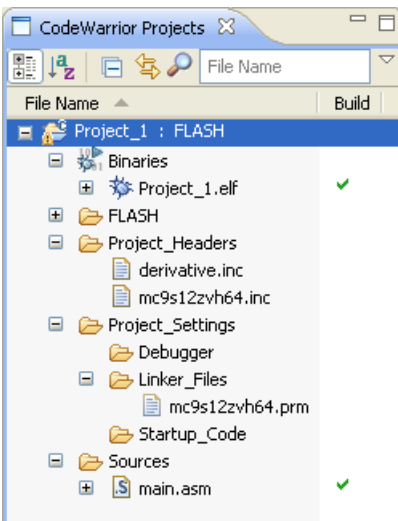 CodeWarrior Projects
File Name
File Name Build
Project_1 : FLASH
Binaries
Project_1.elf
FLASH
Project_Headers
derivative.inc
mc9s12zvh64.inc
Project_Settings
Debugger
Linker_Files
mc9s12zvh64.prm
Startup_Code
Sources
main.asm